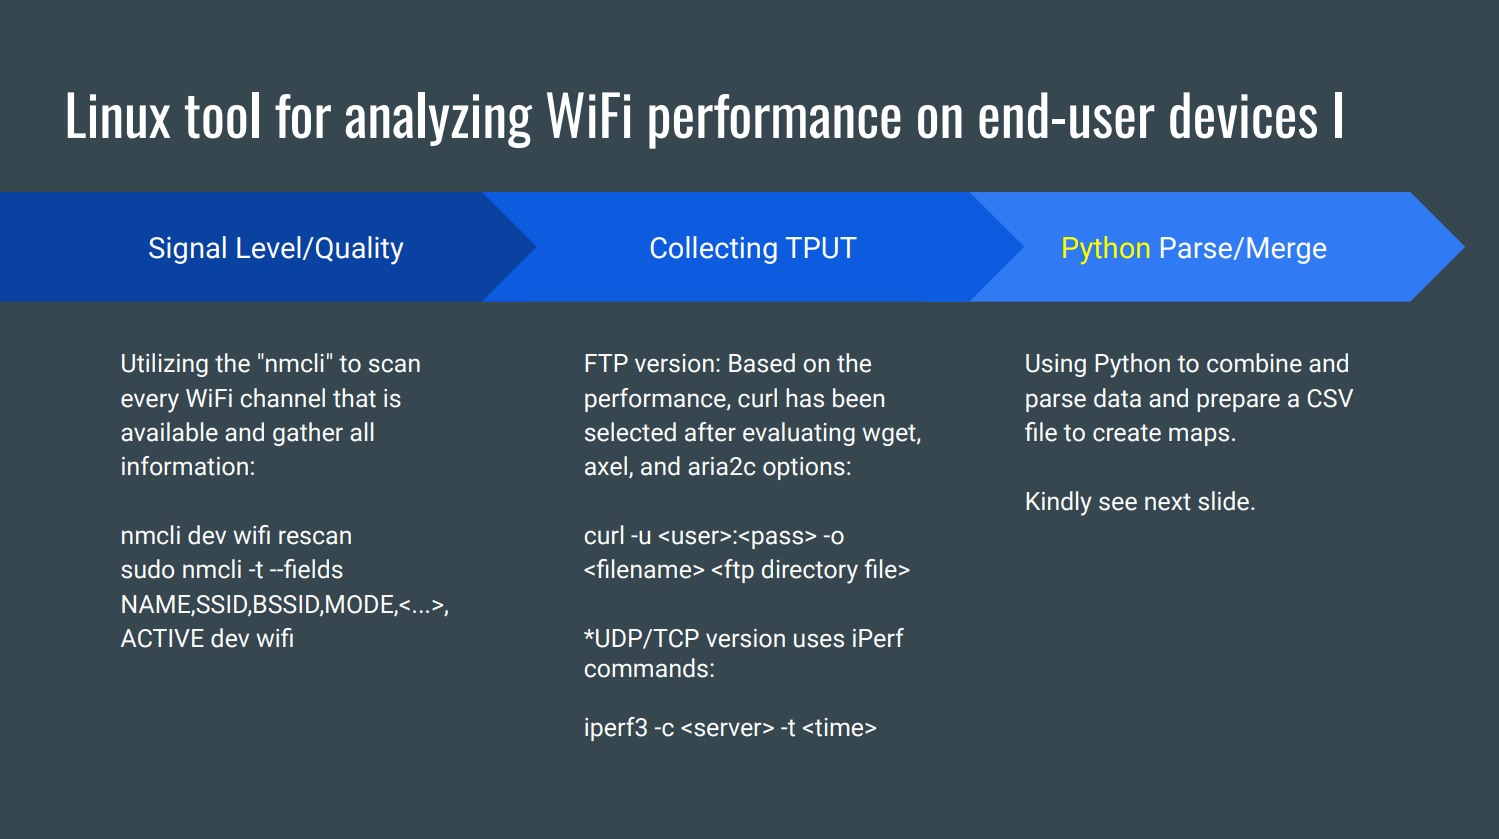 Linux tool for analyzing WiFi performance on end-user devices I
Signal Level/Quality
Collecting TPUT
Python Parse/Merge
Utilizing the "nmcli" to scan
every WiFi channel that is
available and gather all
information:
nmcli dev wifi rescan
sudo nmcli -t --fields
NAME,SSID,BSSID,MODE,<...>,
ACTIVE dev wifi
FTP version: Based on the
performance, curl has been
selected after evaluating wget,
axel, and aria2c options:
curl -u <user>:<pass> -o
<filename> <ftp directory file>
*UDP/TCP version uses iPerf
commands:
iperf3 -c <server> -t <time>
Using Python to combine and
parse data and prepare a CSV
file to create maps.
Kindly see next slide.